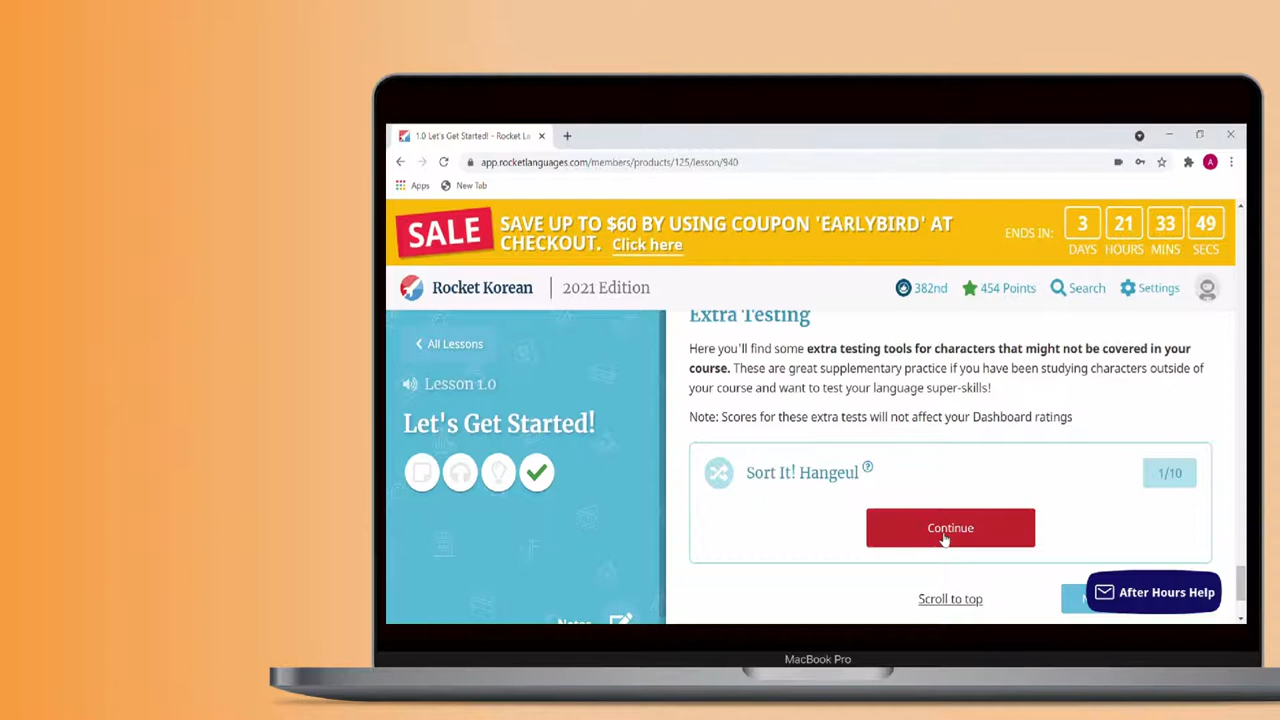 1.0 Let's Get Started! - Rocket La
app.rocketlanguages.com/members/products/125/lesson/940
A
Apps
New Tab
SALE
SAVE UP TO $60 BY USING COUPON 'EARLYBIRD' AT
CHECKOUT. Click here
ENDS IN:
3
21
33
49
DAYS
HOURS
MINS
SECS
Rocket Korean
2021 Edition
382nd
454 Points
Search
Settings
All Lessons
Lesson 1.0
Let's Get Started!
Notes
Extra Testing
Here you'll find some extra testing tools for characters that might not be covered in your
course. These are great supplementary practice if you have been studying characters outside of
your course and want to test your language super-skills!
Note: Scores for these extra tests will not affect your Dashboard ratings
Sort It! Hangeul ?
1/10
Continue
Scroll to top
After Hours Help
MacBook Pro